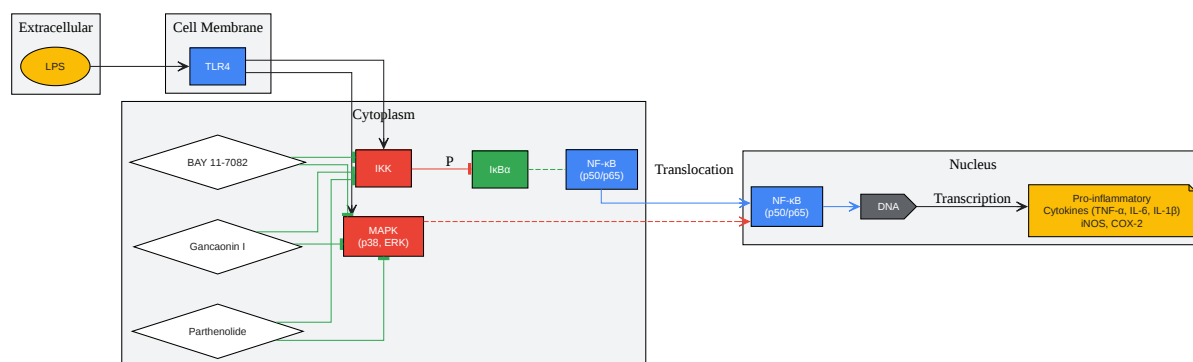 Extracellular
LPS
Cell Membrane
TLR4
Cytoplasm
BAY 11-7082
IKK
P
IκBα
NF-κB
(p50/p65)
MAPK
(p38, ERK)
Gancaonin I
Parthenolide
Translocation
Nucleus
NF-κB
(p50/p65)
DNA
Transcription
Pro-inflammatory
Cytokines (TNF-α, IL-6, IL-1β)
iNOS, COX-2